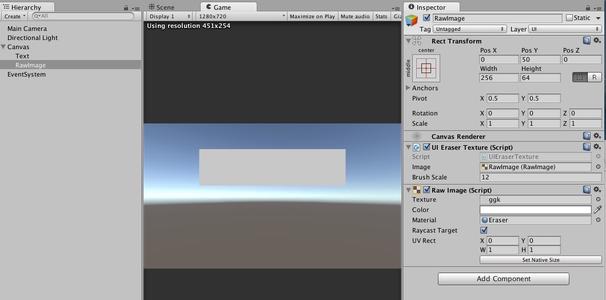 Hierarchy
Create
All
Main Camera
Directional Light
Canvas
Text
RawImage
EventSystem
Scene
Game
Display 1
1280x720
Maximize on Play
Mute audio
Stats
Using resolution 451x254
Inspector
RawImage
Static
Tag Untagged
Layer UI
Rect Transform
center
middle
Pos X Pos Y Pos Z
0 50 0
Width Height
256 64
R
Anchors
Pivot X 0.5 Y 0.5
Rotation X 0 Y 0 Z 0
Scale X 1 Y 1 Z 1
Canvas Renderer
UI Eraser Texture (Script)
Script UIEraserTexture
Image RawImage (RawImage)
Brush Scale 12
Raw Image (Script)
Texture ggk
Color
Material Eraser
Raycast Target
UV Rect X 0 Y 0
W 1 H 1
Set Native Size
Add Component